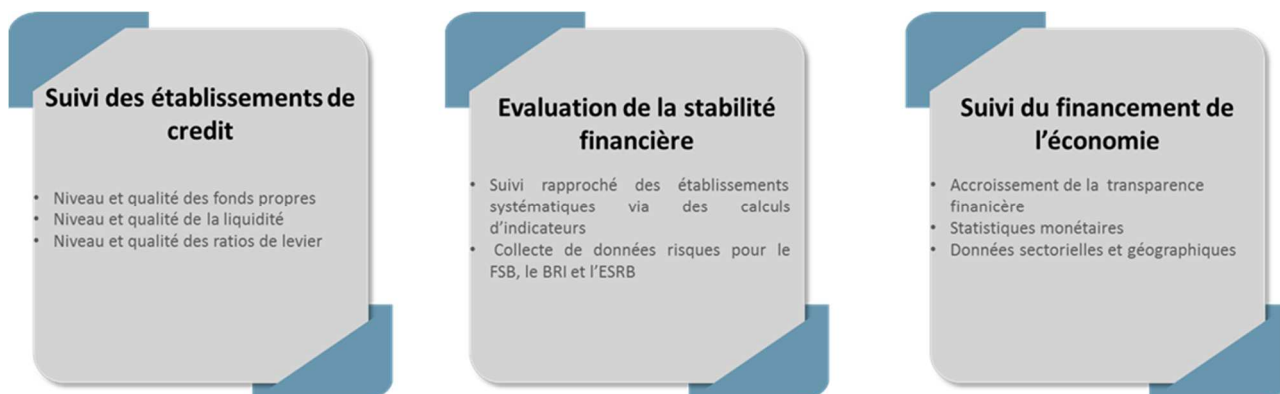 Suivi des établissements de
credit
• Niveau et qualité des fonds propres
• Niveau et qualité de la liquidité
• Niveau et qualité des ratios de levier
Evaluation de la stabilité
financière
• Suivi rapproché des établissements
systématiques via des calculs
d’indicateurs
• Collecte de données risques pour le
FSB, le BRI et l’ESRB
Suivi du financement de
l’économie
• Accroissement de la transparence
finanicère
• Statistiques monétaires
• Données sectorielles et géographiques